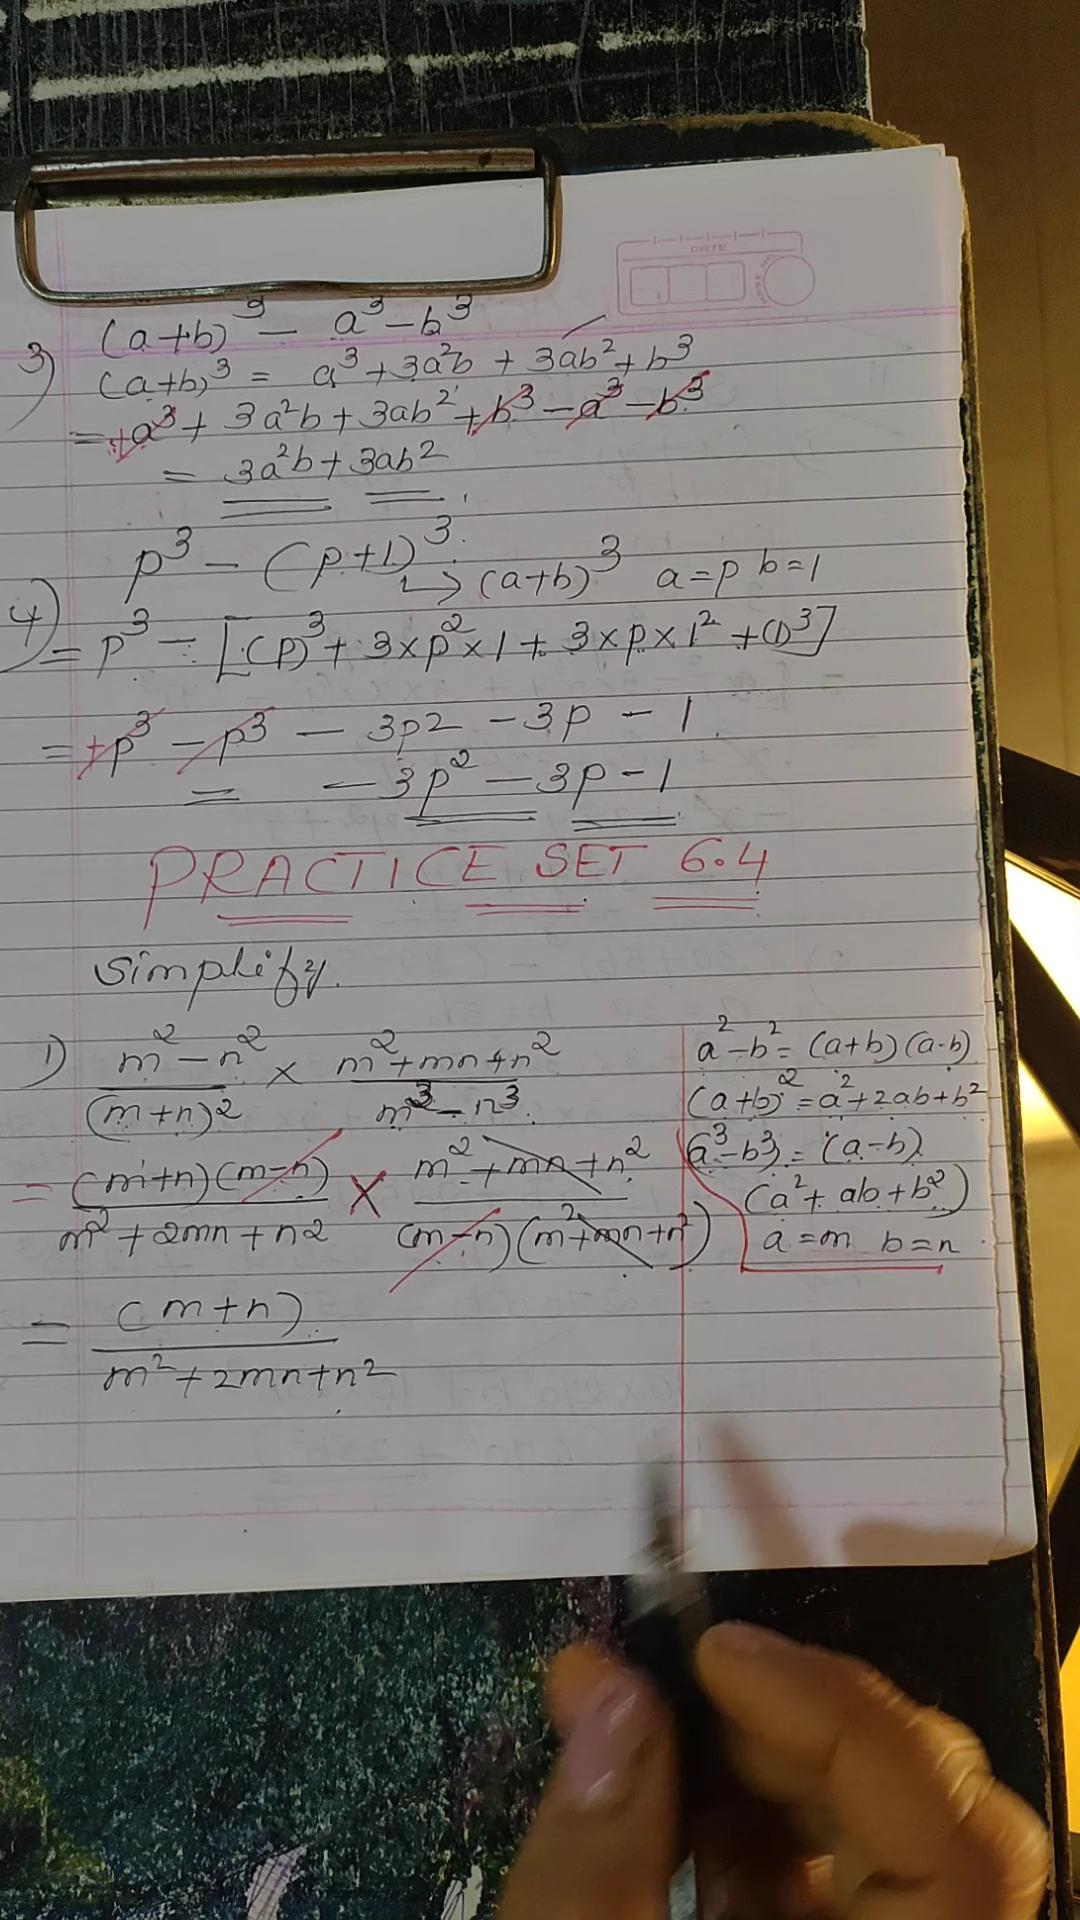 DATE
PAGE NO.
3) (a+b)³ − a³−b³
(a+b)³ = a³+3a²b + 3ab²+b³
= +a³+ 3a²b+3ab²+b³−a³−b³
= 3a²b+3ab²
4) p³ − (p+1)³
↳ (a+b)³ a=p b=1
= p³ − [(p)³+ 3×p²×1+ 3×p×1² +(1)³]
= +p³ −p³ − 3p2 −3p − 1
= −3p² −3p−1
PRACTICE SET 6.4
Simplify.
1) m²−n²/(m+n)2 × m²+mn+n²/m³−n³
= (m+n)(m−n)/m²+2mn+n2 × m²+mn+n²/(m−n)(m²+mn+n²)
= (m+n)/m²+2mn+n²
a²−b²= (a+b)(a-b)
(a+b)²=a²+2ab+b²
a³−b³ = (a−b)
(a²+ ab+b²)
a=m b=n